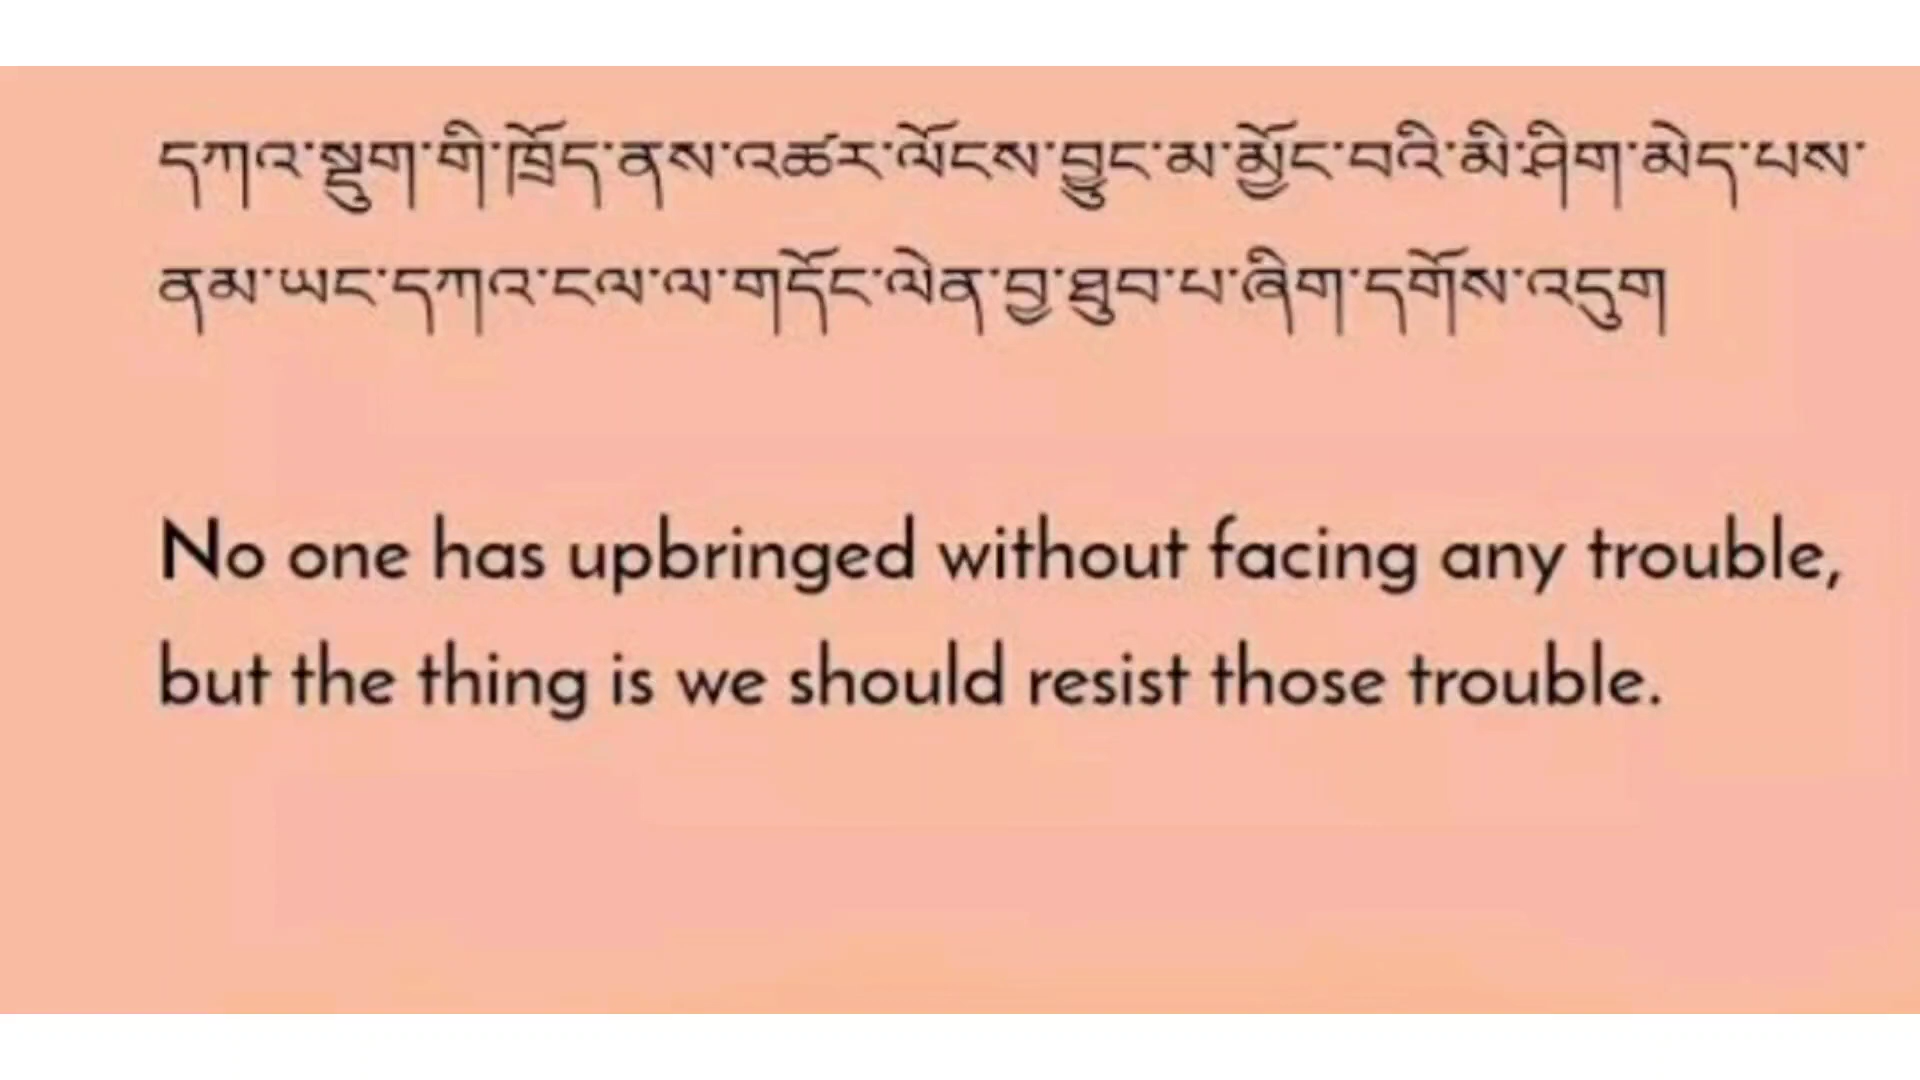 དཀའ་སྡུག་གི་ཁྲོད་ནས་འཚར་ལོངས་བྱུང་མ་མྱོང་བའི་མི་ཤིག་མེད་པས་
ནམ་ཡང་དཀའ་ངལ་ལ་གདོང་ལེན་བྱ་ཐུབ་པ་ཞིག་དགོས་འདུག
No one has upbringed without facing any trouble,
but the thing is we should resist those trouble.